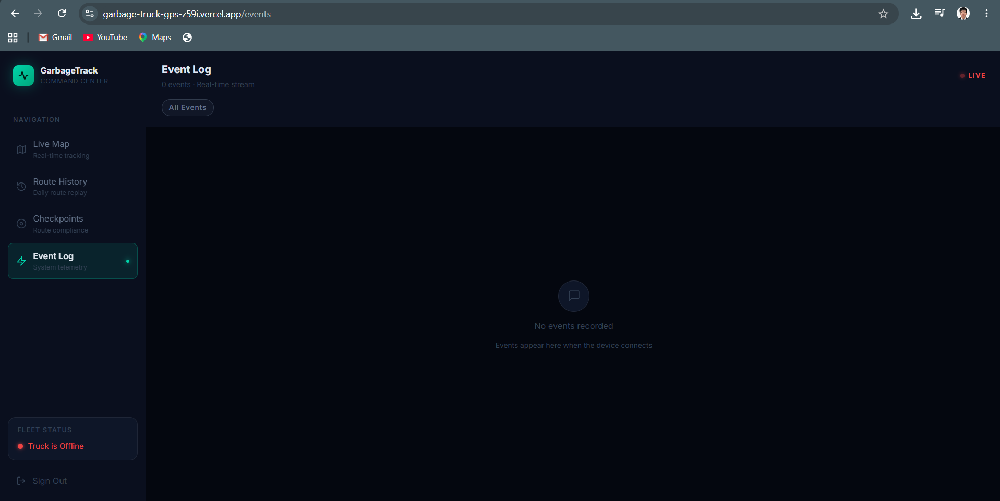 garbage-truck-gps-z59i.vercel.app/events
Gmail YouTube Maps
GarbageTrack
COMMAND CENTER
NAVIGATION
Live Map
Real-time tracking
Route History
Daily route replay
Checkpoints
Route compliance
Event Log
System telemetry
FLEET STATUS
Truck is Offline
Sign Out
Event Log
0 events · Real-time stream
LIVE
All Events
No events recorded
Events appear here when the device connects